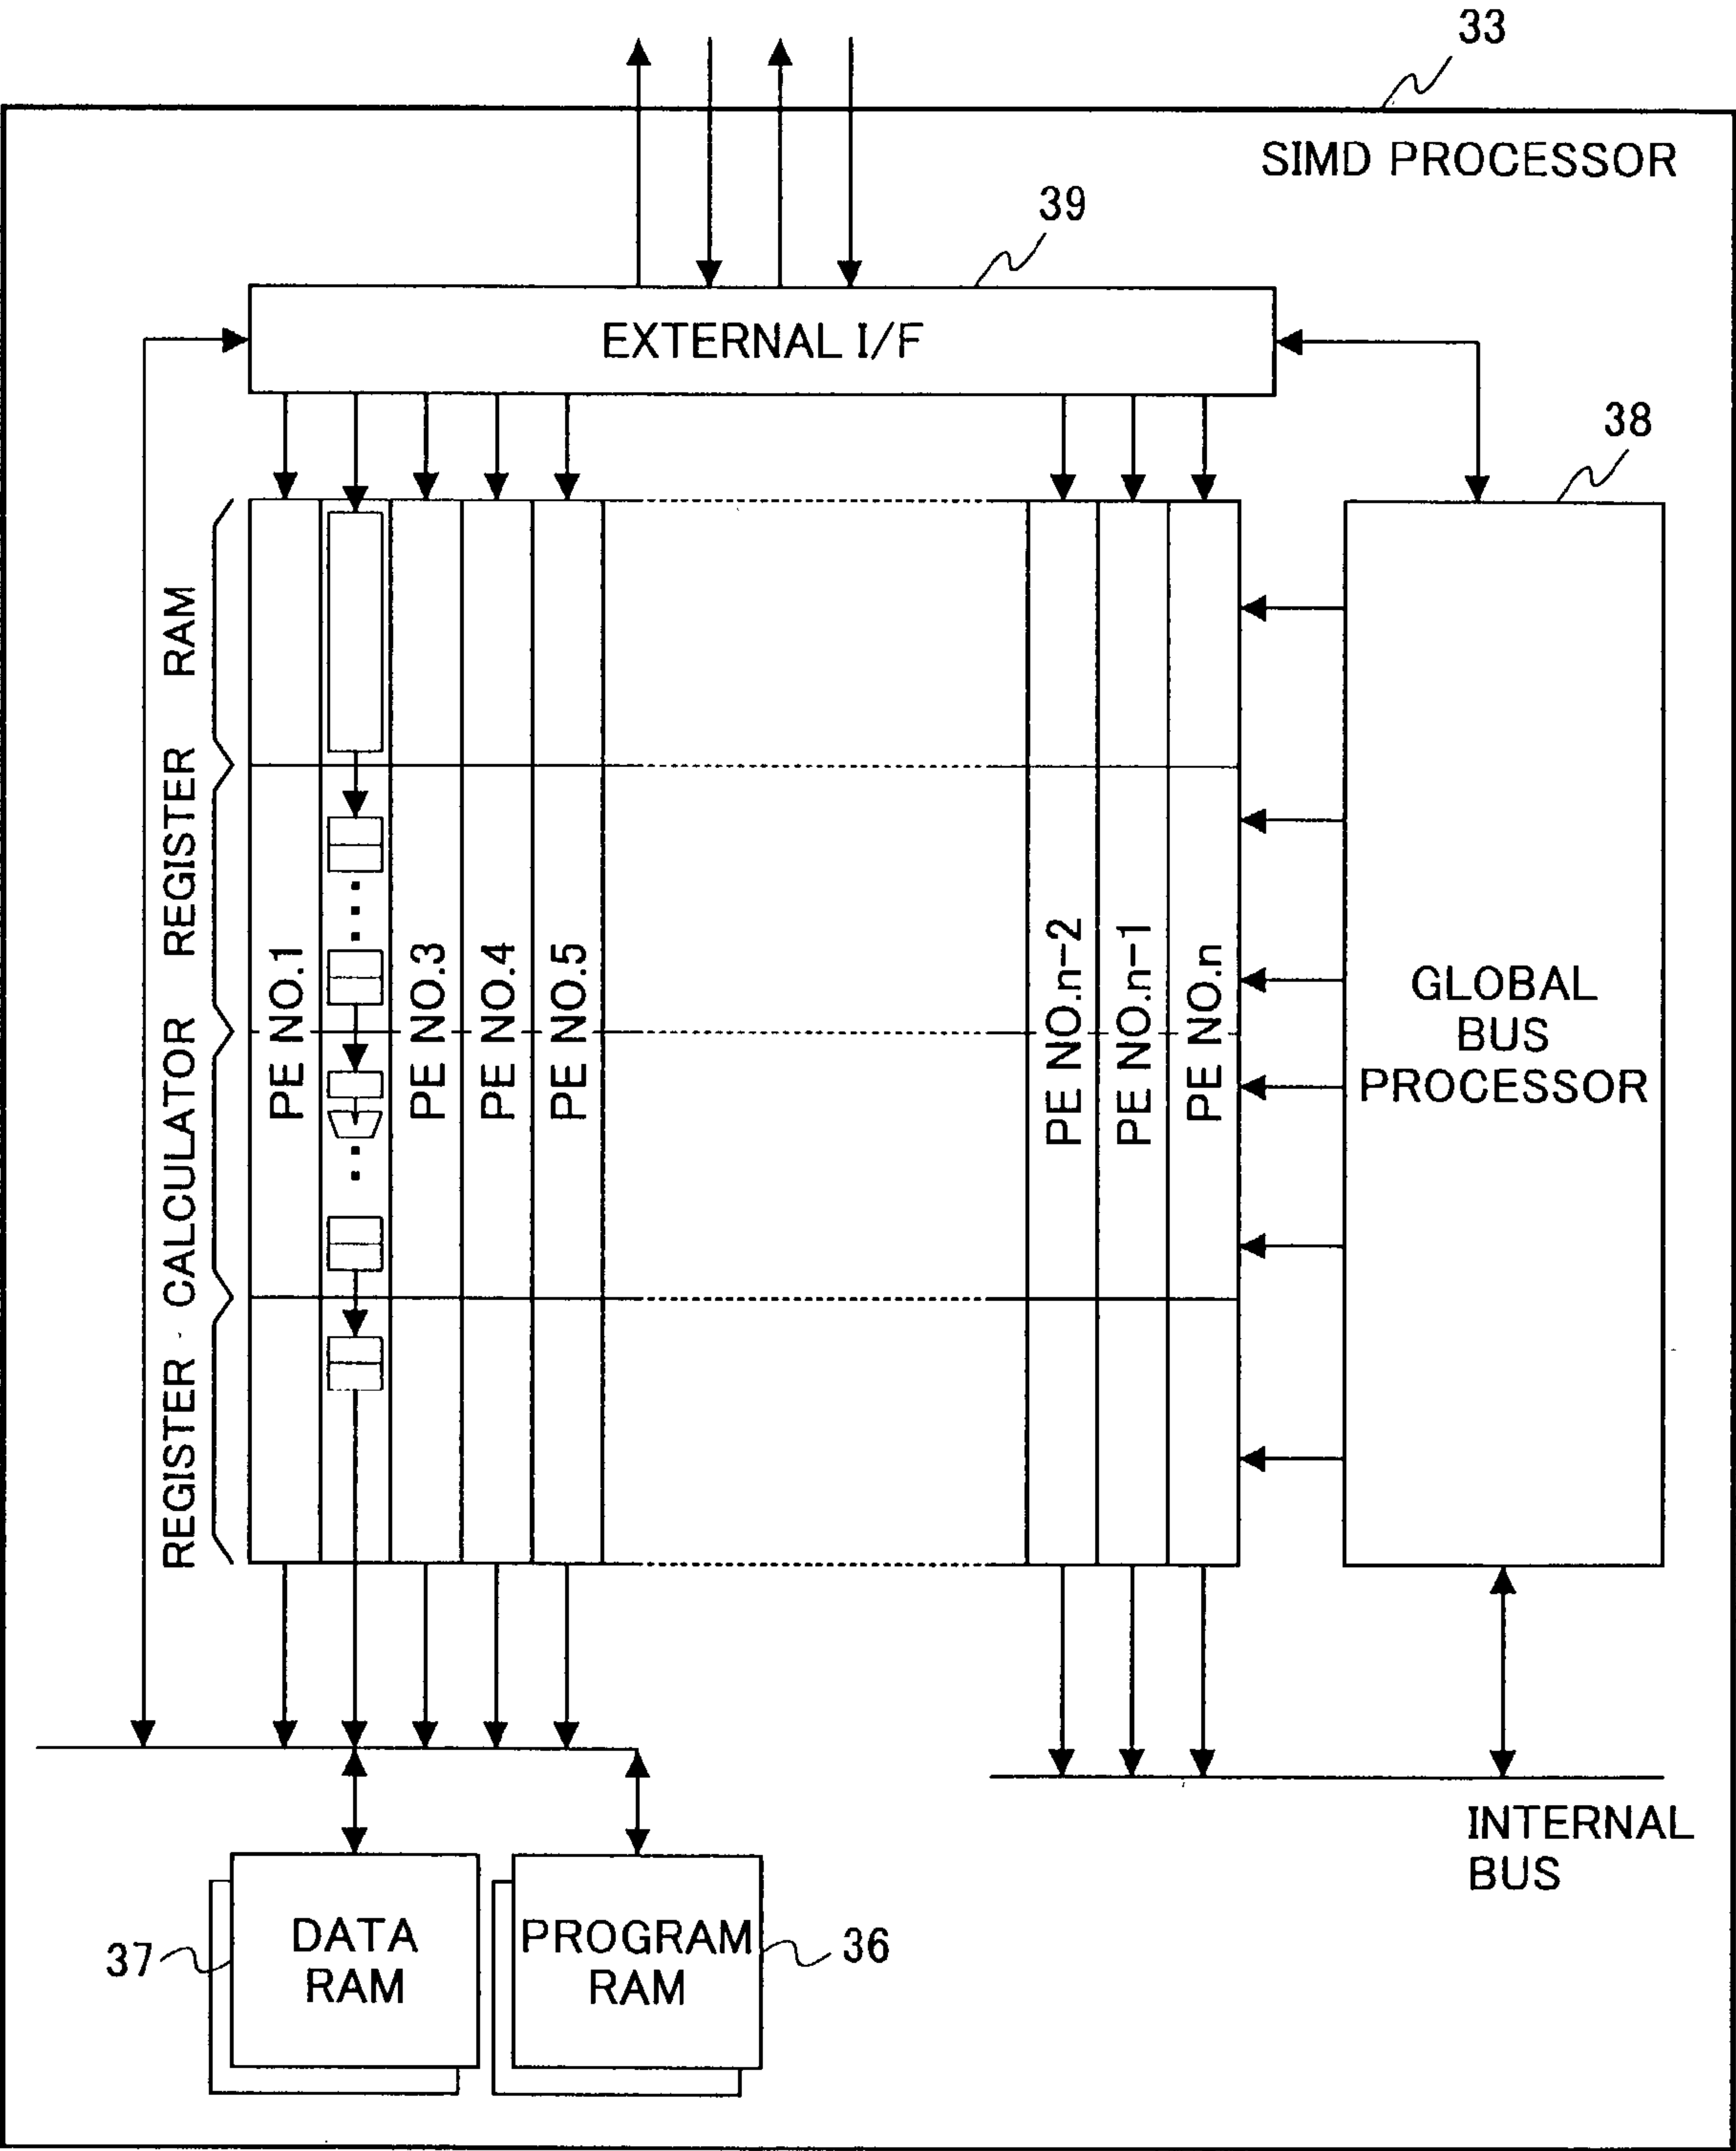 33
SIMD PROCESSOR
39
EXTERNAL I/F
38
RAM
REGISTER
CALCULATOR
REGISTER
PE NO.1
PE NO.3
PE NO.4
PE NO.5
PE NO.n-2
PE NO.n-1
PE NO.n
GLOBAL
BUS
PROCESSOR
INTERNAL
BUS
37
DATA
RAM
PROGRAM
RAM
36